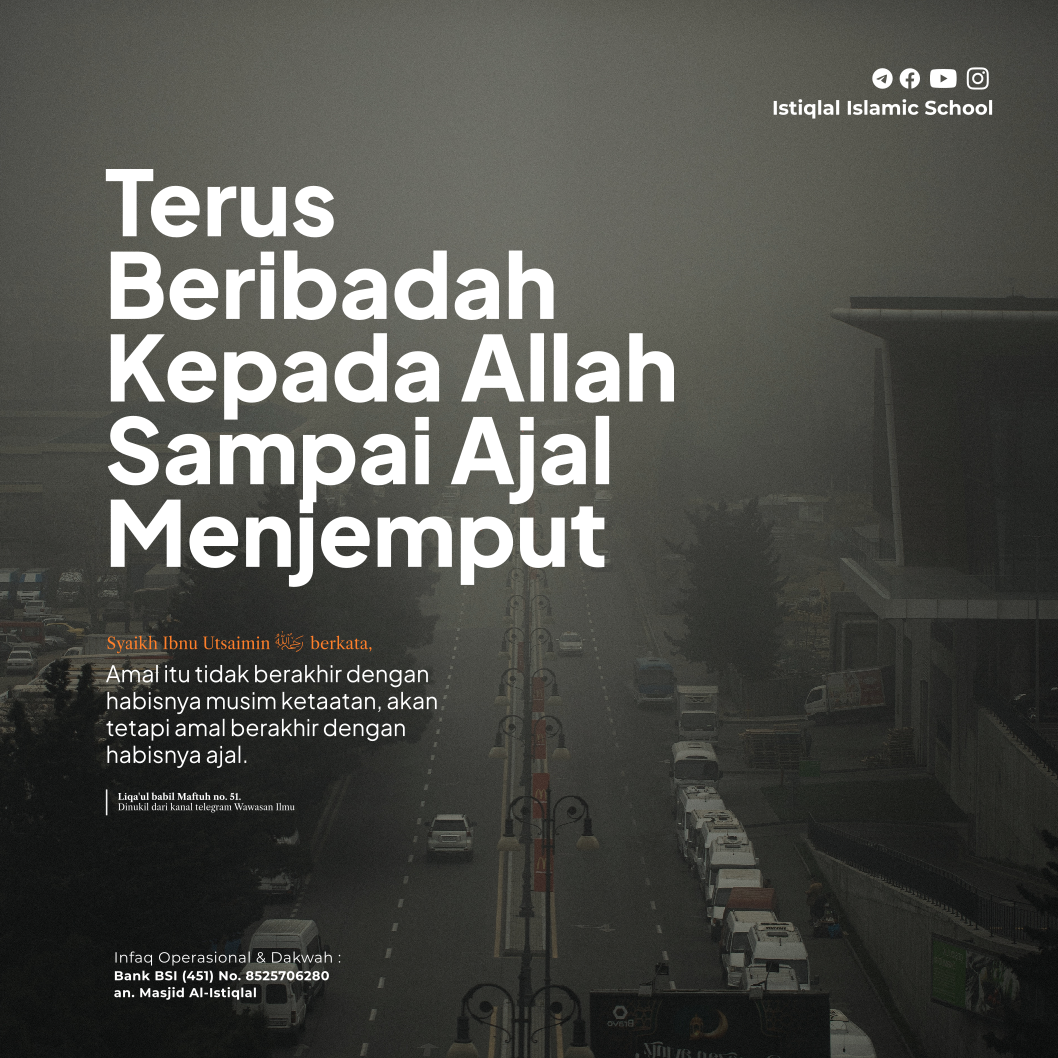 Istiqlal Islamic School
Terus
Beribadah
Kepada Allah
Sampai Ajal
Menjemput
Syaikh Ibnu Utsaimin رحمه الله berkata,
Amal itu tidak berakhir dengan
habisnya musim ketaatan, akan
tetapi amal berakhir dengan
habisnya ajal.
Liqa'ul babil Maftuh no. 51.
Dinukil dari kanal telegram Wawasan Ilmu
Infaq Operasional & Dakwah :
Bank BSI (451) No. 8525706280
an. Masjid Al-Istiqlal